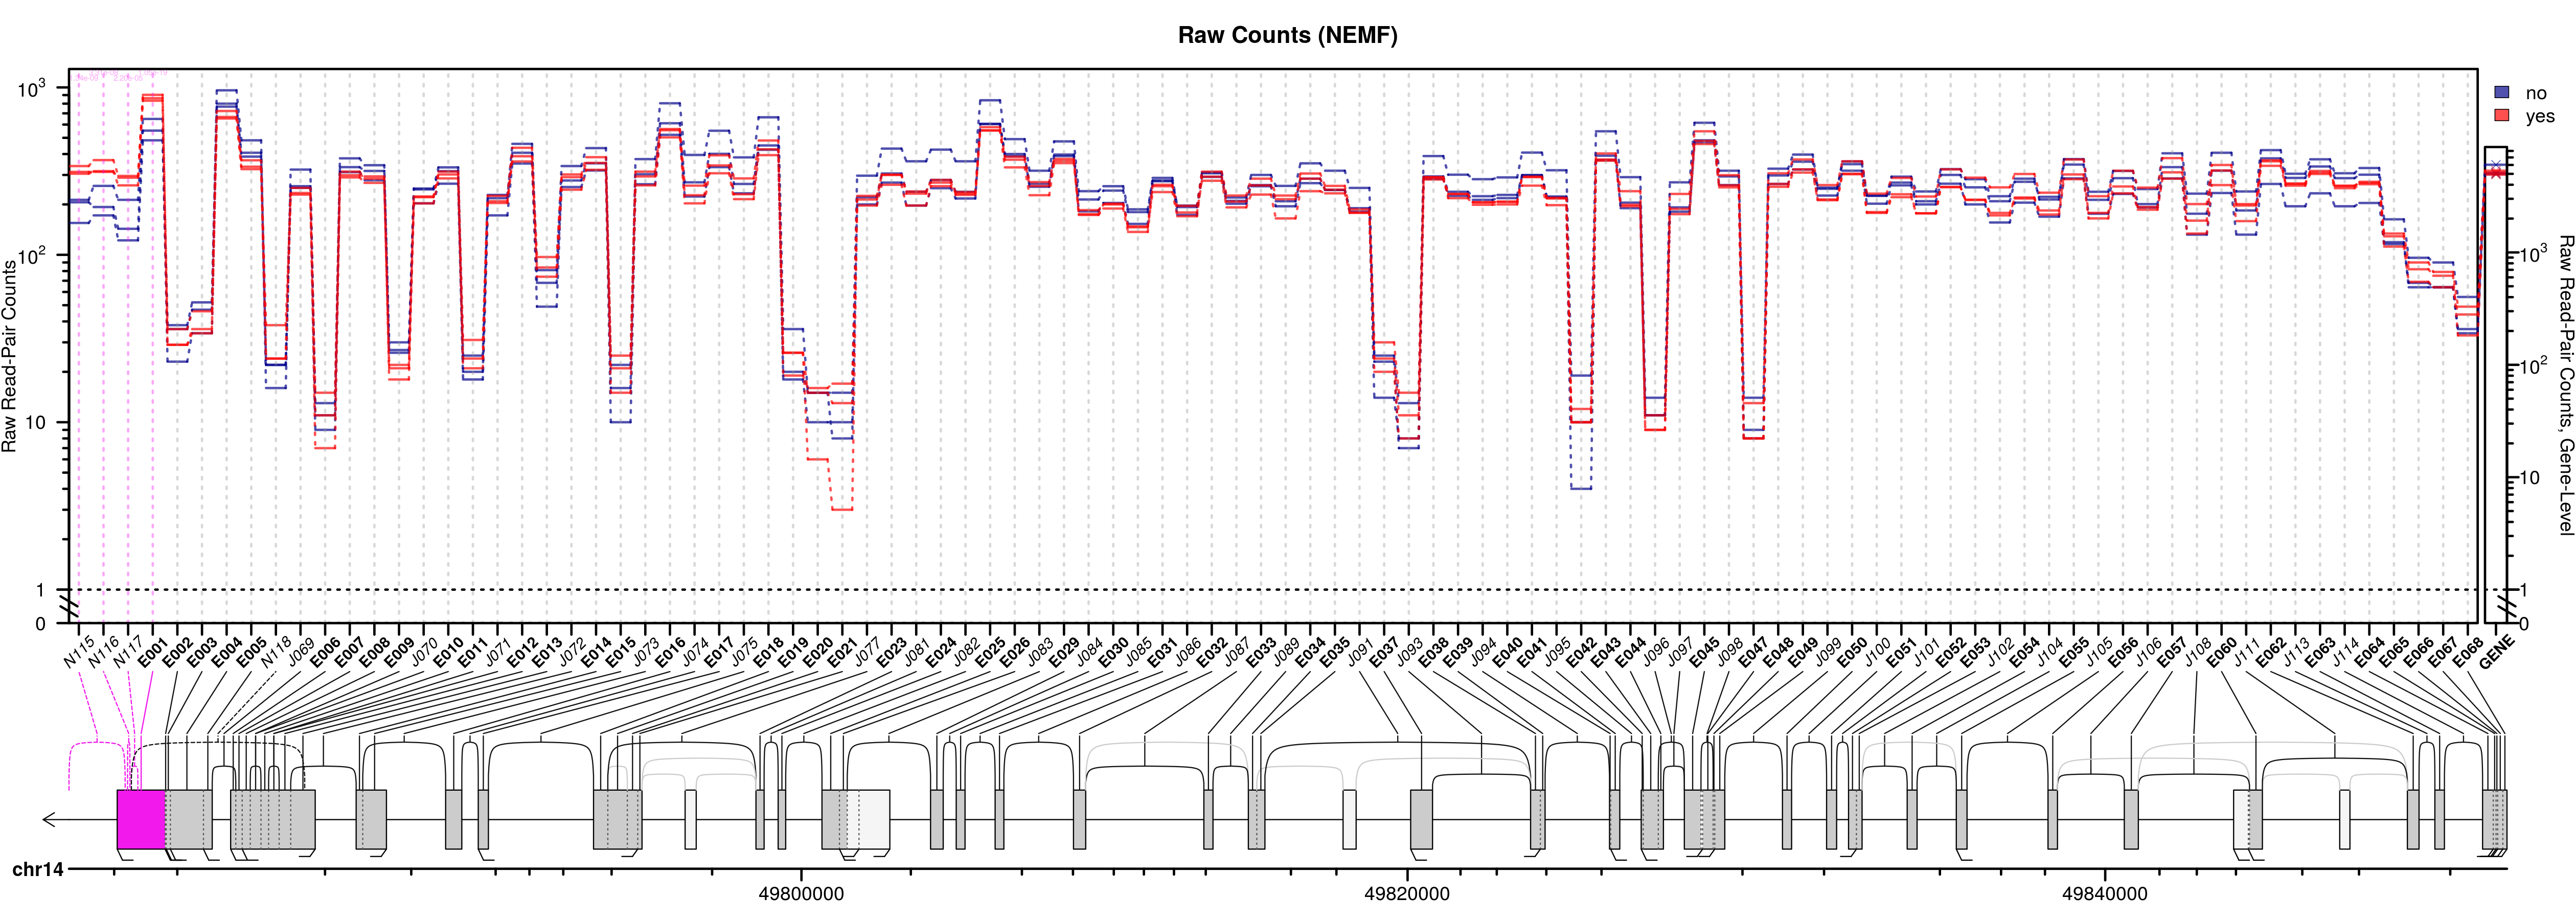 Raw Counts (NEMF)
10³
10²
10
1
0
Raw Read-Pair Counts
no
yes
10³
10²
10
1
0
Raw Read-Pair Counts, Gene-Level
N115 N116 N117 E001 E002 E003 E004 E005 N118 J069 E006 E007 E008 E009 J070 E010 E011 J071 E012 E013 J072 E014 E015 J073 E016 J074 E017 J075 E018 E019 E020 E021 J077 E023 J081 E024 J082 E025 E026 J083 E029 J084 E030 J085 E031 J086 E032 J087 E033 J089 E034 E035 J091 E037 J093 E038 E039 J094 E040 E041 J095 E042 E043 E044 J096 J097 E045 J098 E047 E048 E049 J099 E050 J100 E051 J101 E052 E053 J102 E054 J104 E055 J105 E056 J106 E057 J108 E060 J111 E062 J113 E063 J114 E064 E065 E066 E067 E068 GENE
chr14
49800000 49820000 49840000